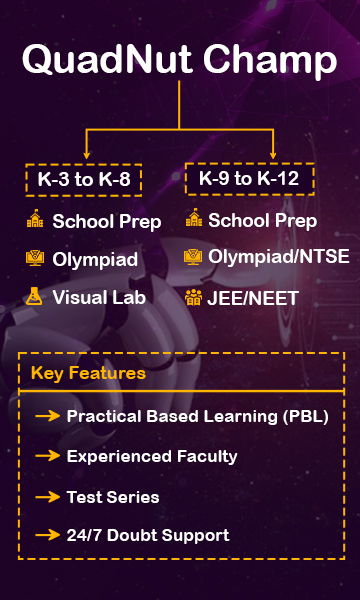 QuadNut Champ
K-3 to K-8
School Prep
Olympiad
Visual Lab
K-9 to K-12
School Prep
Olympiad/NTSE
JEE/NEET
Key Features
Practical Based Learning (PBL)
Experienced Faculty
Test Series
24/7 Doubt Support